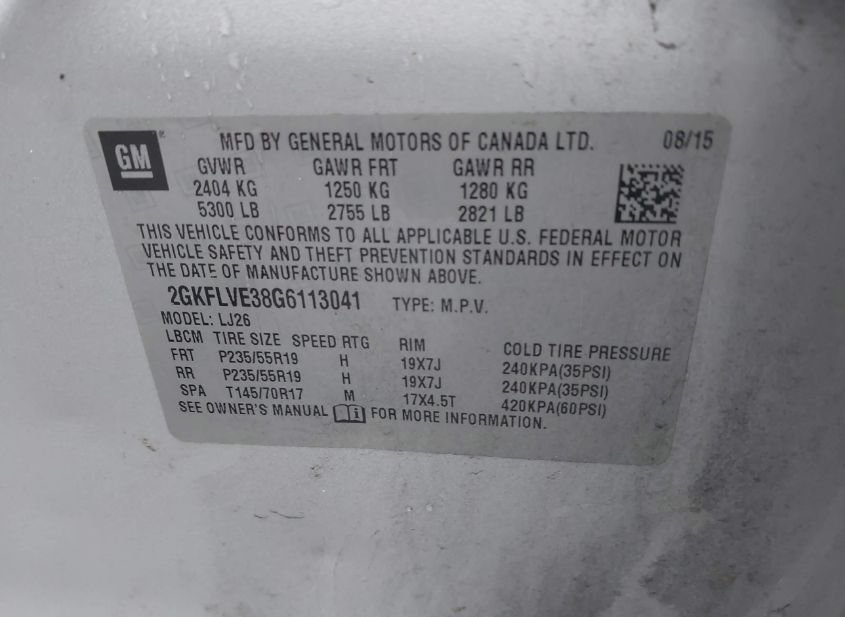 GM
MFD BY GENERAL MOTORS OF CANADA LTD. 08/15
GVWR GAWR FRT GAWR RR
2404 KG 1250 KG 1280 KG
5300 LB 2755 LB 2821 LB
THIS VEHICLE CONFORMS TO ALL APPLICABLE U.S. FEDERAL MOTOR
VEHICLE SAFETY AND THEFT PREVENTION STANDARDS IN EFFECT ON
THE DATE OF MANUFACTURE SHOWN ABOVE.
2GKFLVE38G6113041 TYPE: M.P.V.
MODEL: LJ26
LBCM TIRE SIZE SPEED RTG RIM COLD TIRE PRESSURE
FRT P235/55R19 H 19X7J 240KPA(35PSI)
RR P235/55R19 H 19X7J 240KPA(35PSI)
SPA T145/70R17 M 17X4.5T 420KPA(60PSI)
SEE OWNER'S MANUAL FOR MORE INFORMATION.